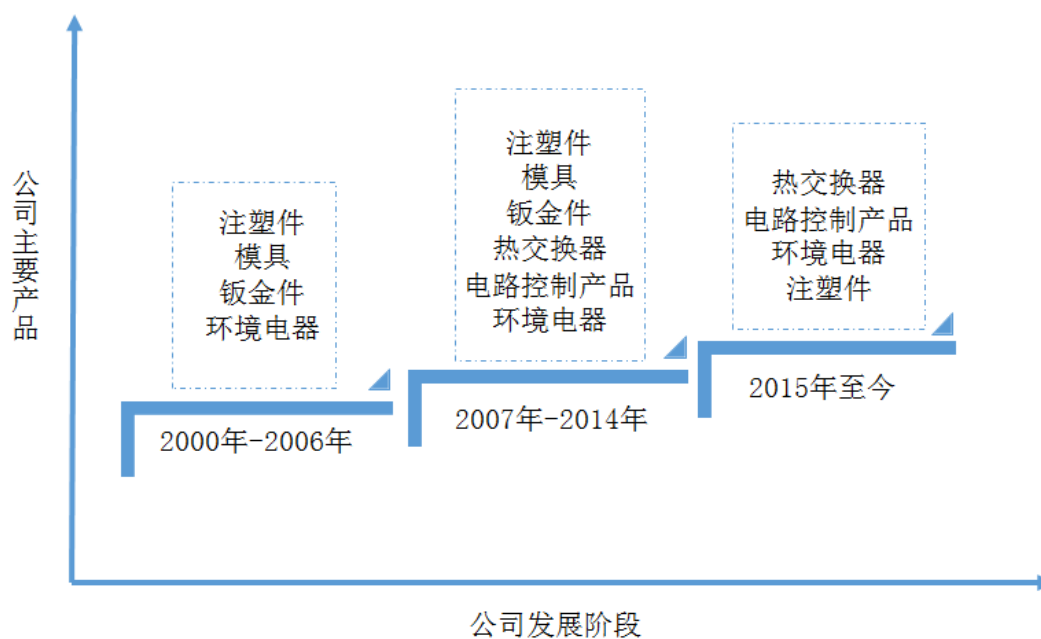 公司主要产品
注塑件
模具
钣金件
环境电器
2000年-2006年
注塑件
模具
钣金件
热交换器
电路控制产品
环境电器
2007年-2014年
热交换器
电路控制产品
环境电器
注塑件
2015年至今
公司发展阶段